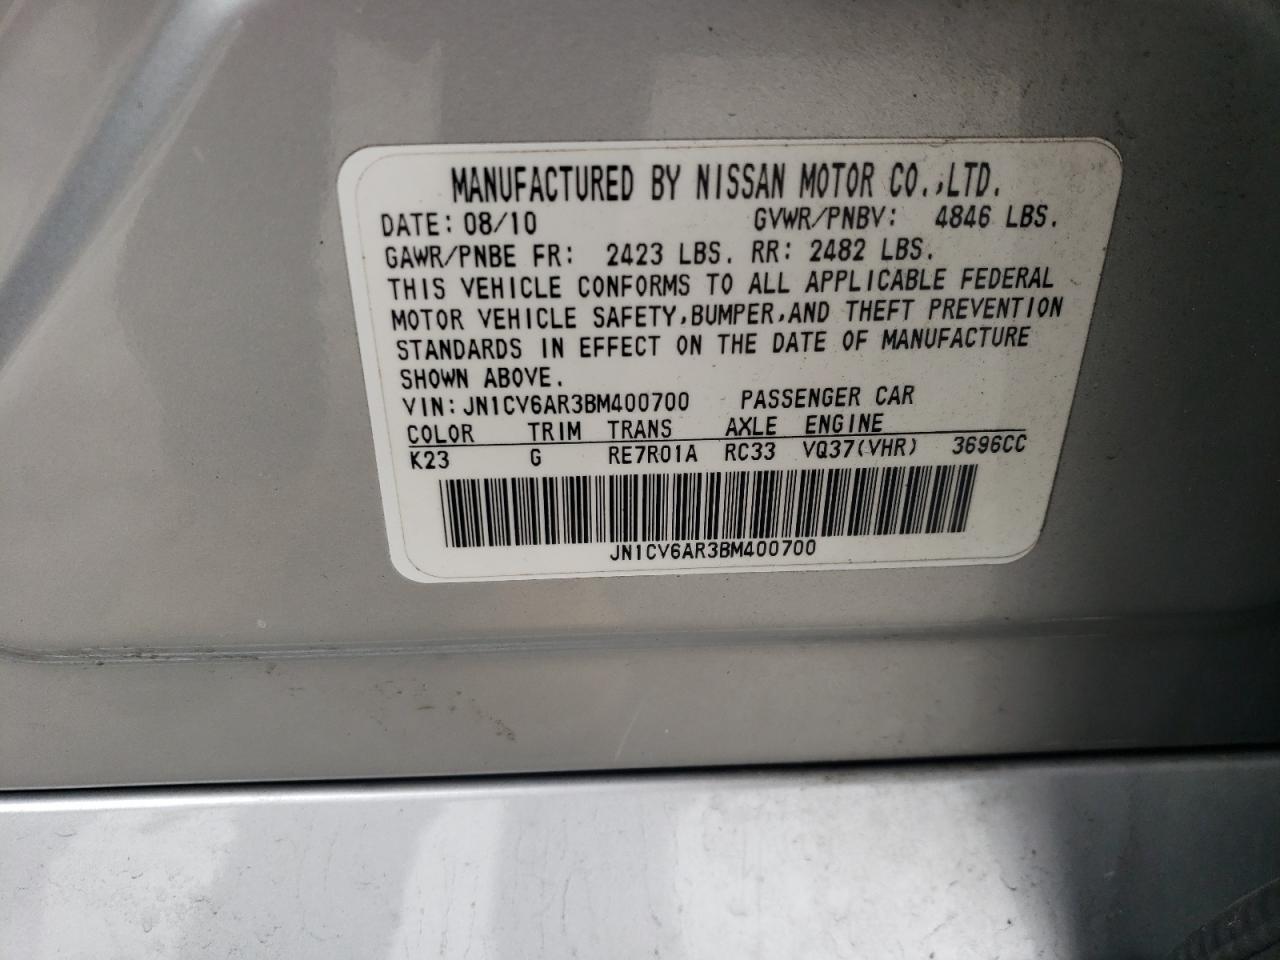 MANUFACTURED BY NISSAN MOTOR CO.,LTD.
DATE: 08/10 GVWR/PNBV: 4846 LBS.
GAWR/PNBE FR: 2423 LBS. RR: 2482 LBS.
THIS VEHICLE CONFORMS TO ALL APPLICABLE FEDERAL
MOTOR VEHICLE SAFETY,BUMPER,AND THEFT PREVENTION
STANDARDS IN EFFECT ON THE DATE OF MANUFACTURE
SHOWN ABOVE.
VIN: JN1CV6AR3BM400700 PASSENGER CAR
COLOR TRIM TRANS AXLE ENGINE
K23 G RE7R01A RC33 VQ37(VHR) 3696CC
JN1CV6AR3BM400700